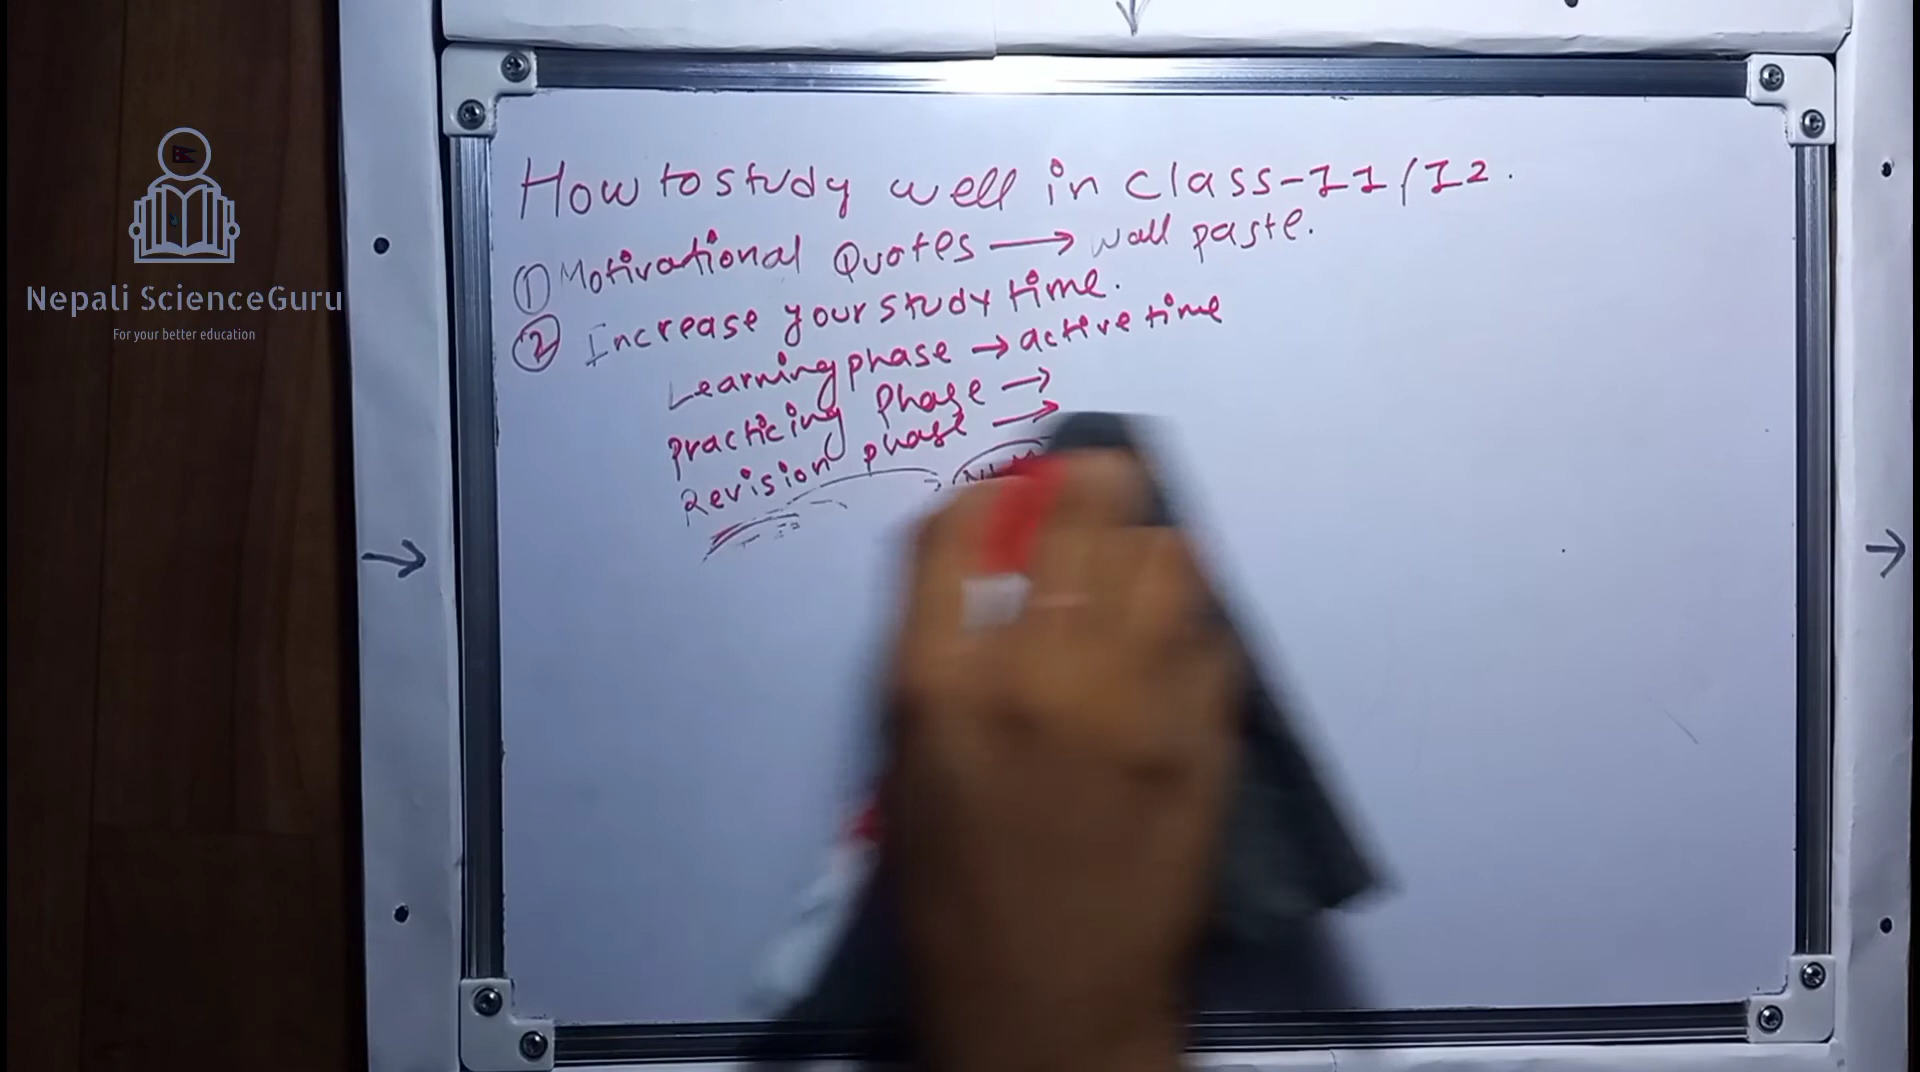 How to study well in class-11/12.
① Motivational Quotes → wall paste.
② Increase your study time.
Learning phase → active time
Practicing Phase →
Revision phase →
Nepali ScienceGuru
For your better education